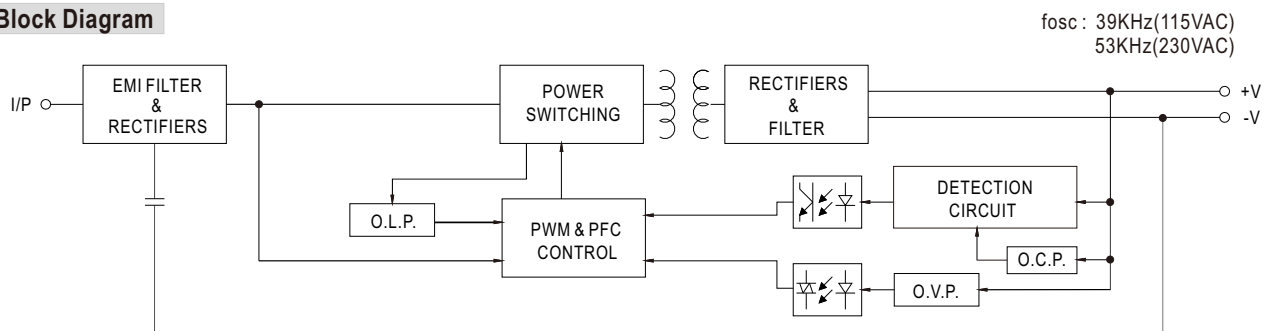 Block Diagram
fosc : 39KHz(115VAC)
53KHz(230VAC)
I/P
EMI FILTER
&
RECTIFIERS
POWER
SWITCHING
RECTIFIERS
&
FILTER
+V
-V
O.L.P.
PWM & PFC
CONTROL
DETECTION
CIRCUIT
O.C.P.
O.V.P.